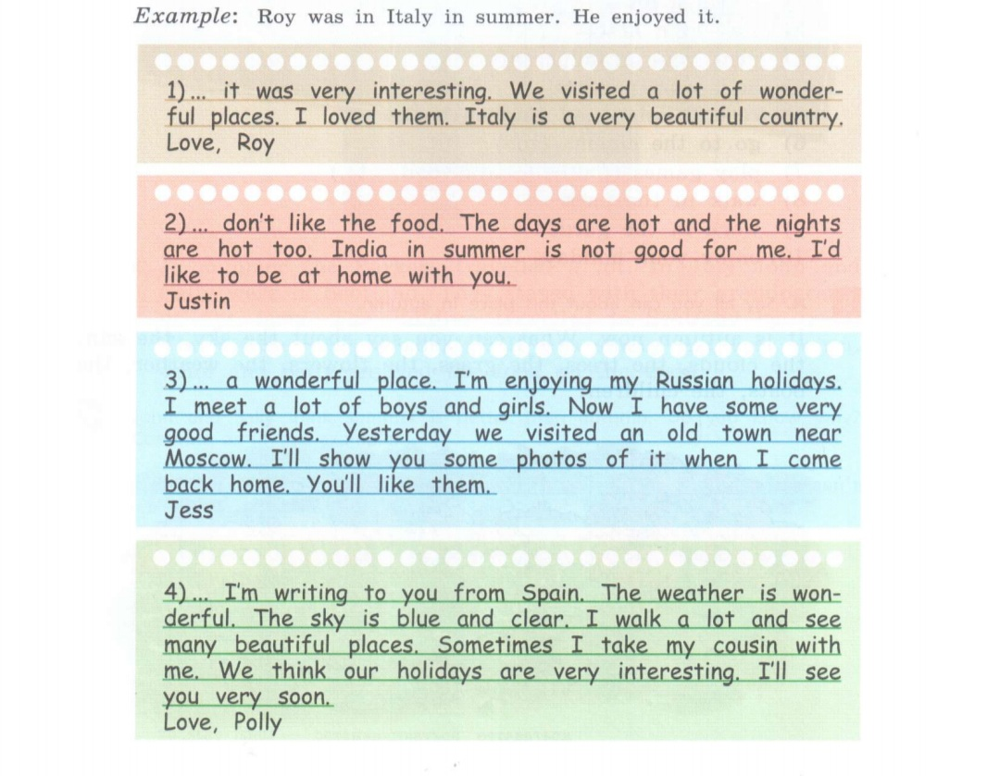 Example: Roy was in Italy in summer. He enjoyed it.
1)... it was very interesting. We visited a lot of wonder-
ful places. I loved them. Italy is a very beautiful country.
Love, Roy
2)... don't like the food. The days are hot and the nights
are hot too. India in summer is not good for me. I'd
like to be at home with you.
Justin
3)... a wonderful place. I'm enjoying my Russian holidays.
I meet a lot of boys and girls. Now I have some very
good friends. Yesterday we visited an old town near
Moscow. I'll show you some photos of it when I come
back home. You'll like them.
Jess
4)... I'm writing to you from Spain. The weather is won-
derful. The sky is blue and clear. I walk a lot and see
many beautiful places. Sometimes I take my cousin with
me. We think our holidays are very interesting. I'll see
you very soon.
Love, Polly